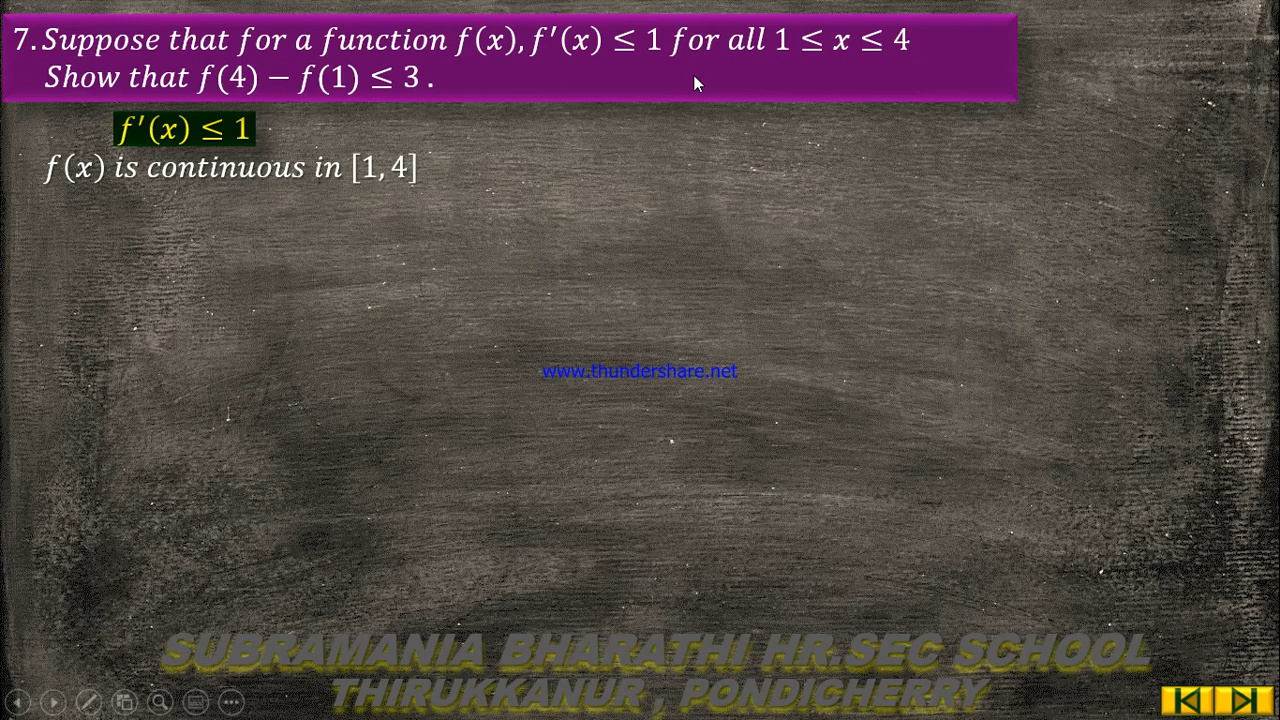 7. Suppose that for a function f(x), f′(x) ≤ 1 for all 1 ≤ x ≤ 4
Show that f(4) − f(1) ≤ 3 .
f′(x) ≤ 1
f(x) is continuous in [1, 4]
www.thundershare.net
SUBRAMANIA BHARATHI HR SEC SCHOOL
THIRUKKANUR , PONDICHERRY